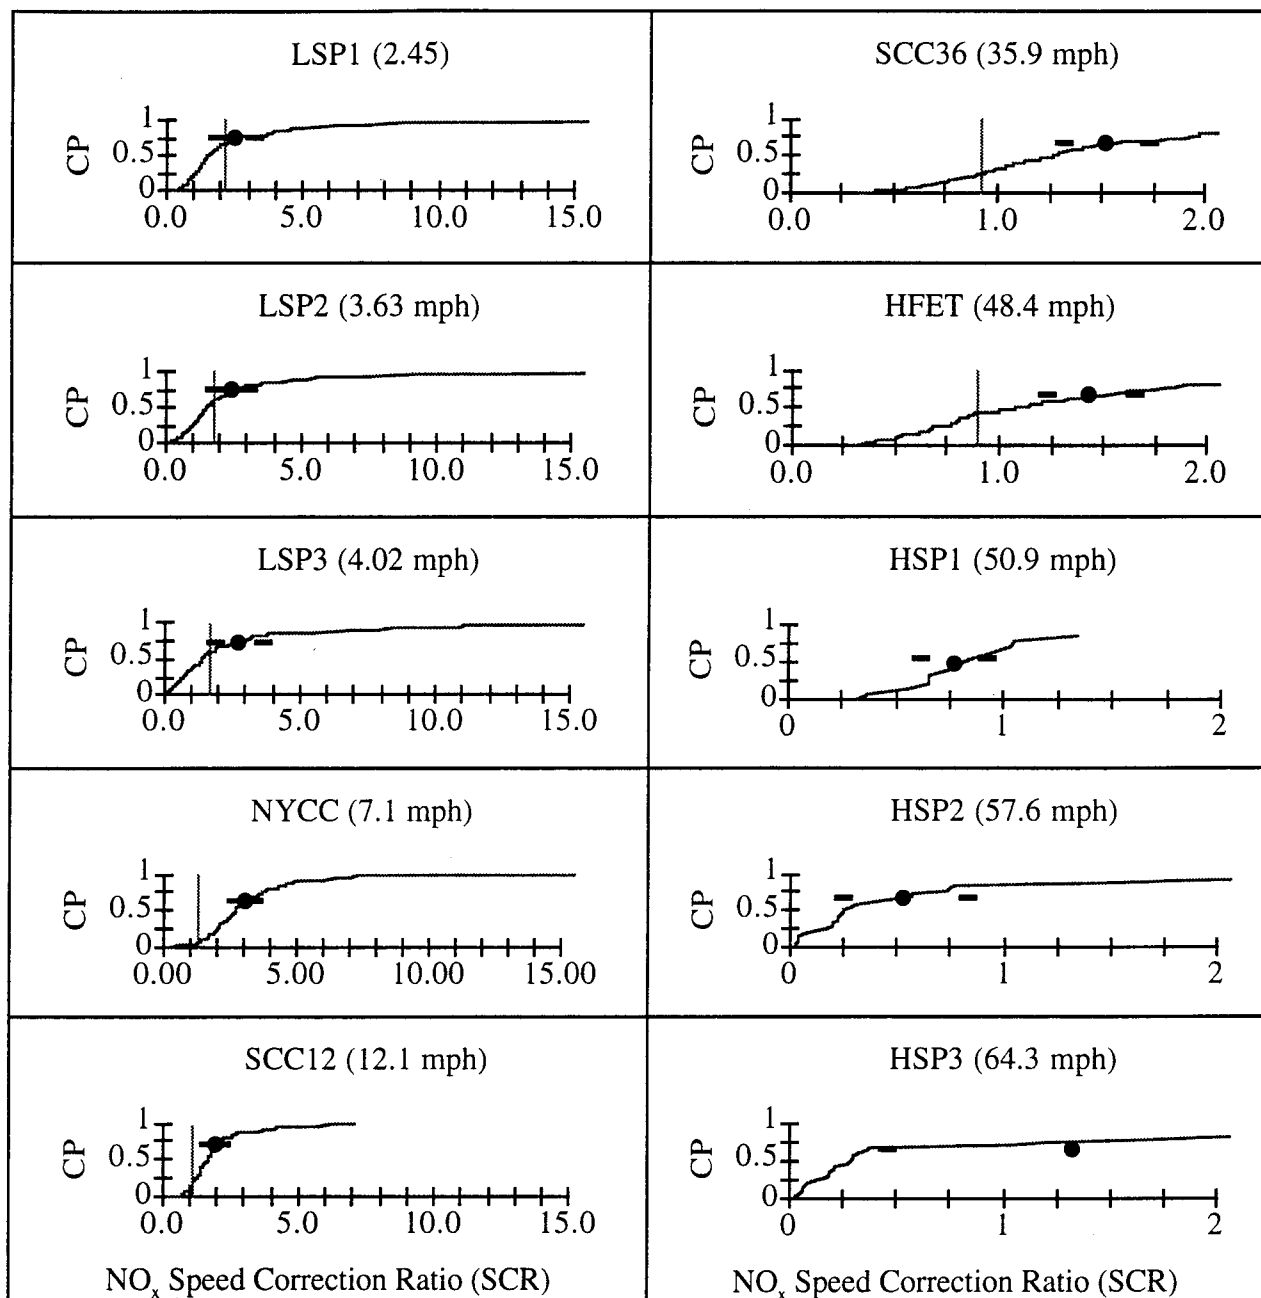 LSP1 (2.45)
CP
1
0.5
0
0.0 5.0 10.0 15.0
SCC36 (35.9 mph)
CP
1
0.5
0
0.0 1.0 2.0
LSP2 (3.63 mph)
CP
1
0.5
0
0.0 5.0 10.0 15.0
HFET (48.4 mph)
CP
1
0.5
0
0.0 1.0 2.0
LSP3 (4.02 mph)
CP
1
0.5
0
0.0 5.0 10.0 15.0
HSP1 (50.9 mph)
CP
1
0.5
0
0 1 2
NYCC (7.1 mph)
CP
1
0.5
0
0.00 5.00 10.00 15.00
HSP2 (57.6 mph)
CP
1
0.5
0
0 1 2
SCC12 (12.1 mph)
CP
1
0.5
0
0.0 5.0 10.0 15.0
NOx Speed Correction Ratio (SCR)
HSP3 (64.3 mph)
CP
1
0.5
0
0 1 2
NOx Speed Correction Ratio (SCR)